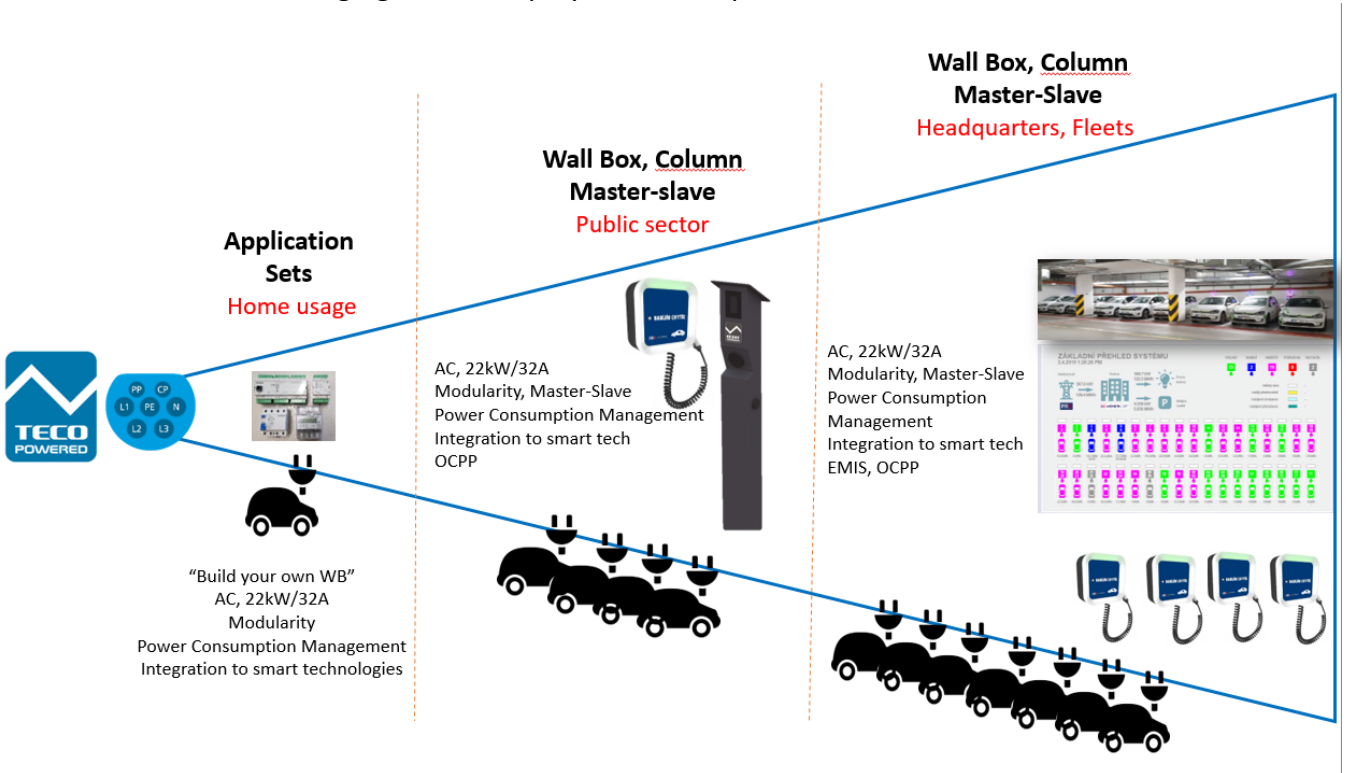 Wall Box, Column
Master-Slave
Headquarters, Fleets
Wall Box, Column
Master-slave
Public sector
Application
Sets
Home usage
TECO
POWERED
PP CP
L1 PE N
L2 L3
AC, 22kW/32A
Modularity, Master-Slave
Power Consumption Management
Integration to smart tech
OCPP
AC, 22kW/32A
Modularity, Master-Slave
Power Consumption
Management
Integration to smart tech
EMIS, OCPP
ZÁKLADNÍ PŘEHLED SYSTÉMU
“Build your own WB”
AC, 22kW/32A
Modularity
Power Consumption Management
Integration to smart technologies